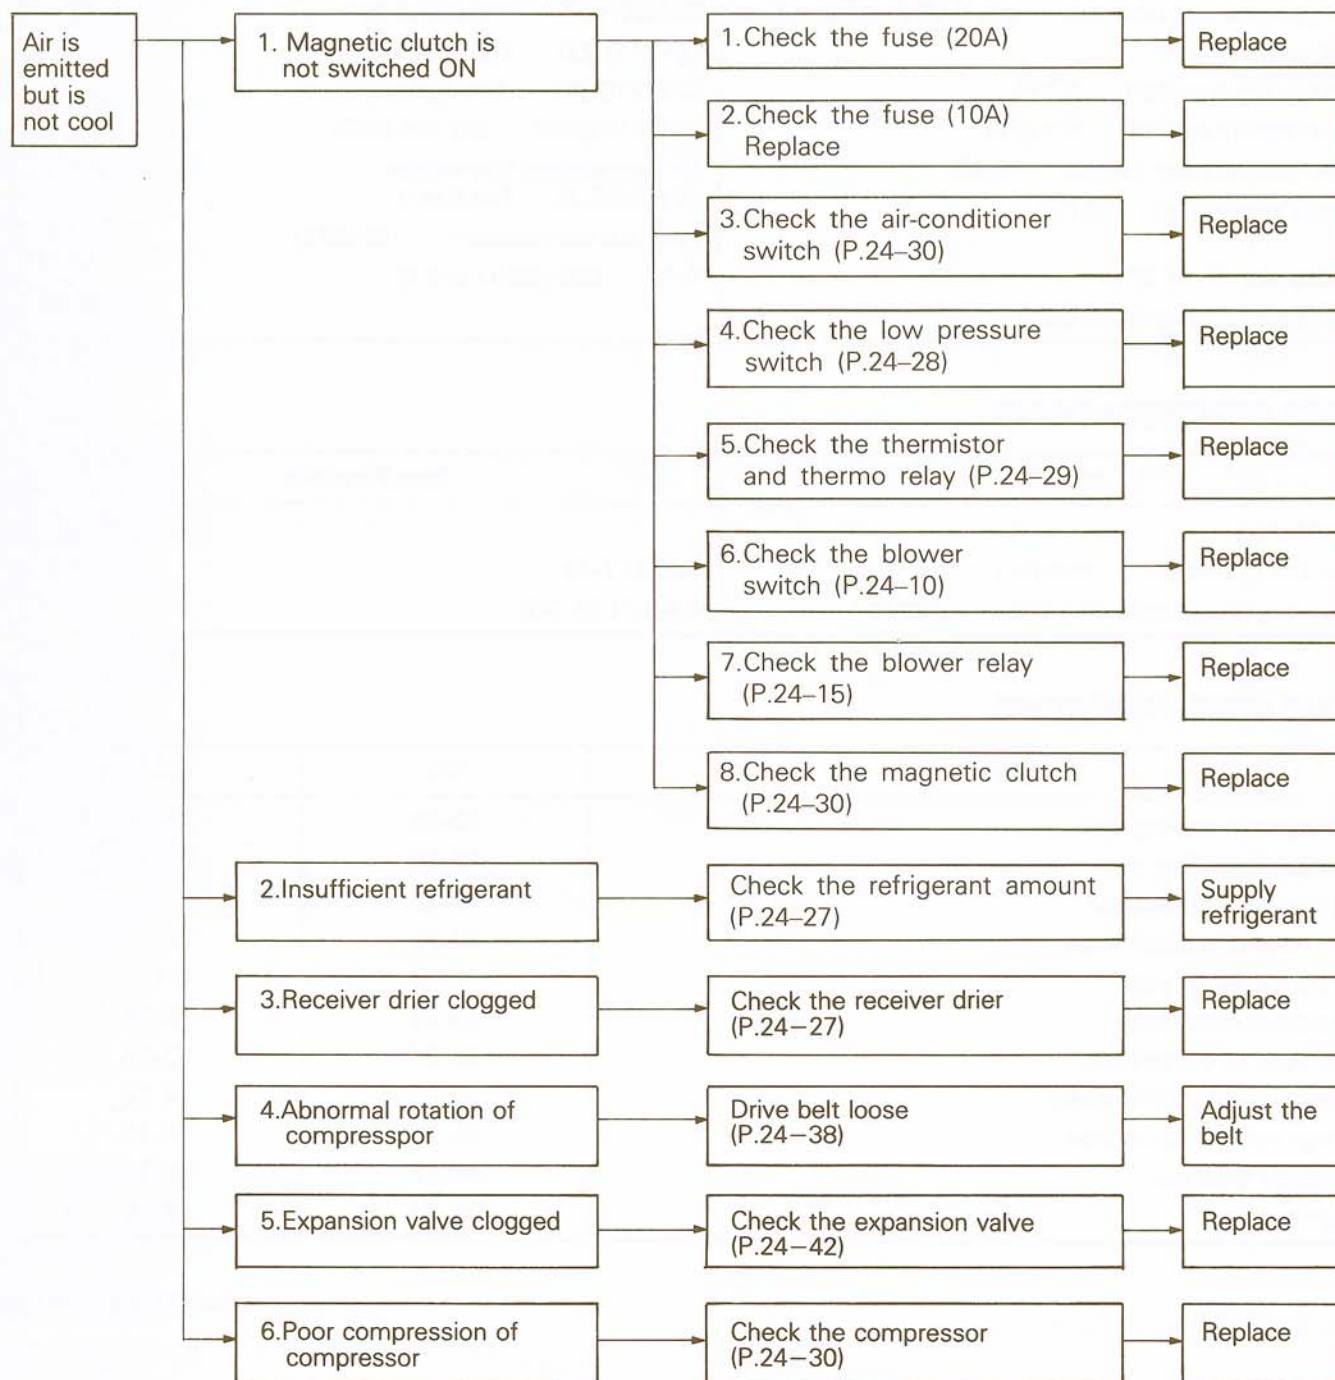 Air is
emitted
but is
not cool
1. Magnetic clutch is
not switched ON
1.Check the fuse (20A)
Replace
2.Check the fuse (10A)
Replace
3.Check the air-conditioner
switch (P.24–30)
Replace
4.Check the low pressure
switch (P.24–28)
Replace
5.Check the thermistor
and thermo relay (P.24–29)
Replace
6.Check the blower
switch (P.24–10)
Replace
7.Check the blower relay
(P.24–15)
Replace
8.Check the magnetic clutch
(P.24–30)
Replace
2.Insufficient refrigerant
Check the refrigerant amount
(P.24–27)
Supply
refrigerant
3.Receiver drier clogged
Check the receiver drier
(P.24−27)
Replace
4.Abnormal rotation of
compresspor
Drive belt loose
(P.24−38)
Adjust the
belt
5.Expansion valve clogged
Check the expansion valve
(P.24−42)
Replace
6.Poor compression of
compressor
Check the compressor
(P.24−30)
Replace